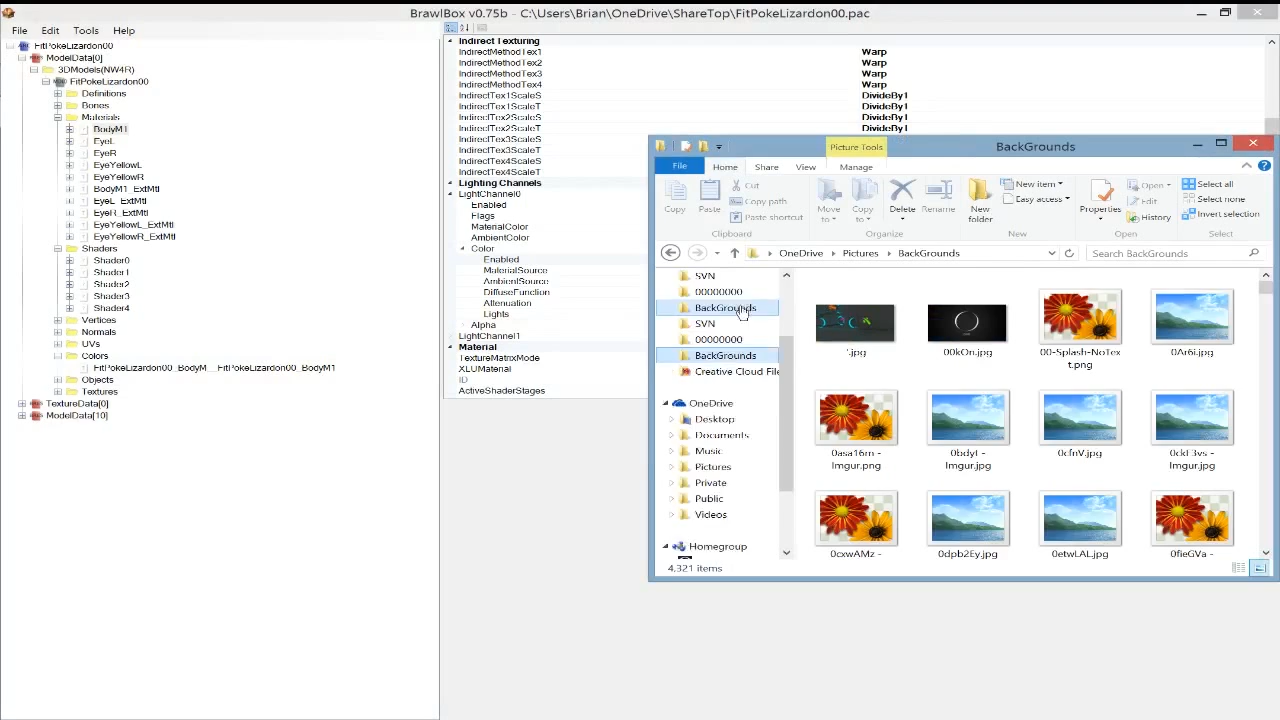 BrawlBox v0.75b - C:\Users\Brian\OneDrive\ShareTop\FitPokeLizardon00.pac
File Edit Tools Help
FitPokeLizardon00
ModelData[0]
3DModels(NW4R)
FitPokeLizardon00
Definitions
Bones
Materials
BodyM1
EyeL
EyeR
EyeYellowL
EyeYellowR
BodyM1_ExtMtl
EyeL_ExtMtl
EyeR_ExtMtl
EyeYellowL_ExtMtl
EyeYellowR_ExtMtl
Shaders
Shader0
Shader1
Shader2
Shader3
Shader4
Vertices
Normals
UVs
Colors
FitPokeLizardon00_BodyM__FitPokeLizardon00_BodyM1
Objects
Textures
TextureData[0]
ModelData[10]
Indirect Texturing
IndirectMethodTex1 Warp
IndirectMethodTex2 Warp
IndirectMethodTex3 Warp
IndirectMethodTex4 Warp
IndirectTex1ScaleS DivideBy1
IndirectTex1ScaleT DivideBy1
IndirectTex2ScaleS DivideBy1
IndirectTex2ScaleT DivideBy1
IndirectTex3ScaleS
IndirectTex3ScaleT
IndirectTex4ScaleS
IndirectTex4ScaleT
Lighting Channels
LightChannel0
Enabled
Flags
MaterialColor
AmbientColor
Color
Enabled
MaterialSource
AmbientSource
DiffuseFunction
Attenuation
Lights
Alpha
LightChannel1
Material
TextureMatrixMode
XLUMaterial
ID
ActiveShaderStages
Picture Tools BackGrounds
File Home Share View Manage
Copy Paste Cut
Copy path
Paste shortcut
Clipboard
Move to Copy to Delete Rename
Organize
New folder New item
Easy access
New
Properties Open
Edit
History
Open
Select all
Select none
Invert selection
Select
OneDrive Pictures BackGrounds Search BackGrounds
SVN
00000000
BackGrounds
SVN
00000000
BackGrounds
Creative Cloud File
OneDrive
Desktop
Documents
Music
Pictures
Private
Public
Videos
Homegroup
'.jpg 00kOn.jpg 00-Splash-NoText.png 0Ar6i.jpg
0asa16m - Imgur.png 0bdyt - Imgur.jpg 0cfnV.jpg
Imgur.jpg
0cxwAMz - 0dpb2Ey.jpg 0etwLAL.jpg 0fieGVa -
4,321 items